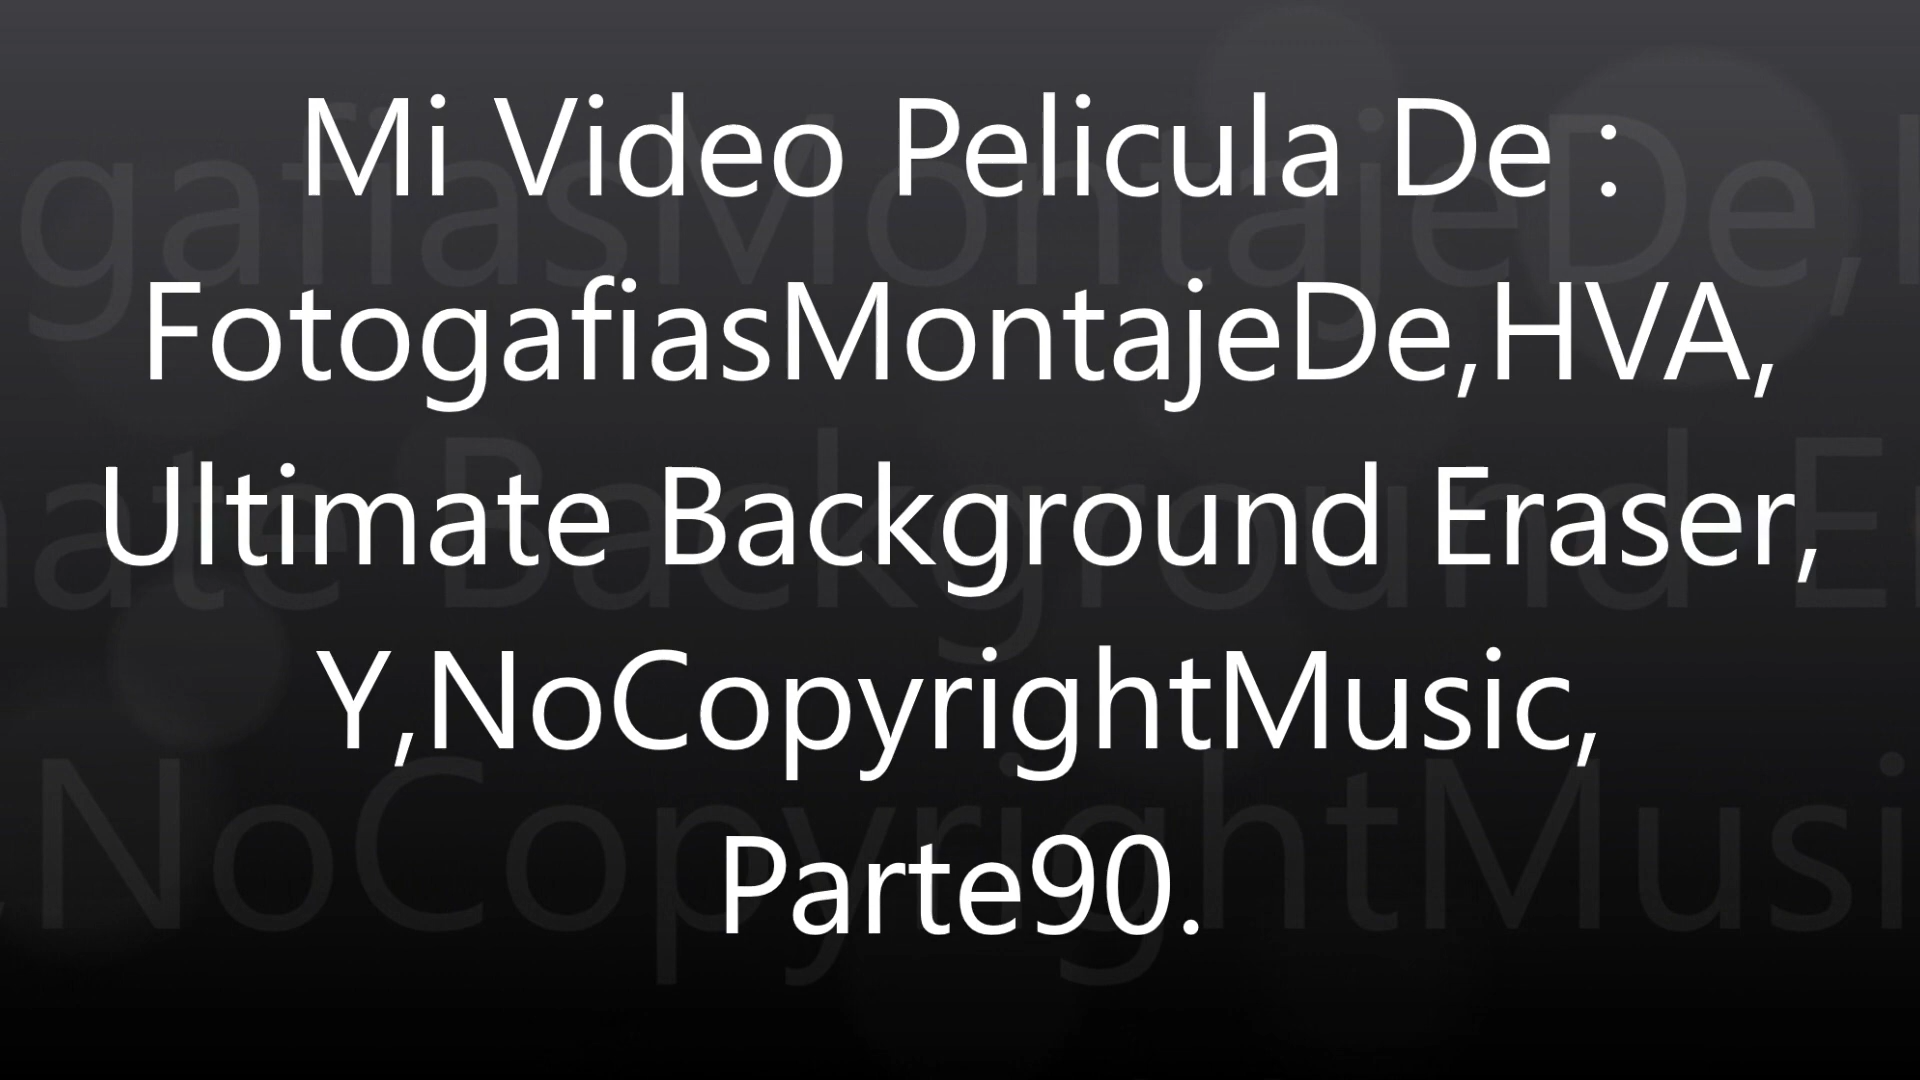 Mi Video Pelicula De :
FotogafiasMontajeDe,HVA,
Ultimate Background Eraser,
Y,NoCopyrightMusic,
Parte90.